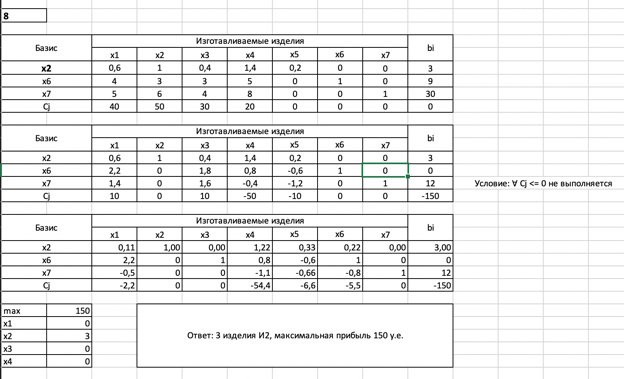 8
Базис Изготавливаемые изделия bi
x1 x2 x3 x4 x5 x6 x7
x2 0,6 1 0,4 1,4 0,2 0 0 3
x6 4 3 3 5 0 1 0 9
x7 5 6 4 8 0 0 1 30
Cj 40 50 30 20 0 0 0 0
Базис Изготавливаемые изделия bi
x1 x2 x3 x4 x5 x6 x7
x2 0,6 1 0,4 1,4 0,2 0 0 3
x6 2,2 0 1,8 0,8 -0,6 1 0 0
x7 1,4 0 1,6 -0,4 -1,2 0 1 12
Cj 10 0 10 -50 -10 0 0 -150
Условие: ∀ Cj <= 0 не выполняется
Базис Изготавливаемые изделия bi
x1 x2 x3 x4 x5 x6 x7
x2 0,11 1,00 0,00 1,22 0,33 0,22 0,00 3,00
x6 2,2 0 1 0,8 -0,6 1 0 0
x7 -0,5 0 0 -1,1 -0,66 -0,8 1 12
Cj -2,2 0 0 -54,4 -6,6 -5,5 0 -150
max 150
x1 0
x2 3
x3 0
x4 0
Ответ: 3 изделия И2, максимальная прибыль 150 у.е.